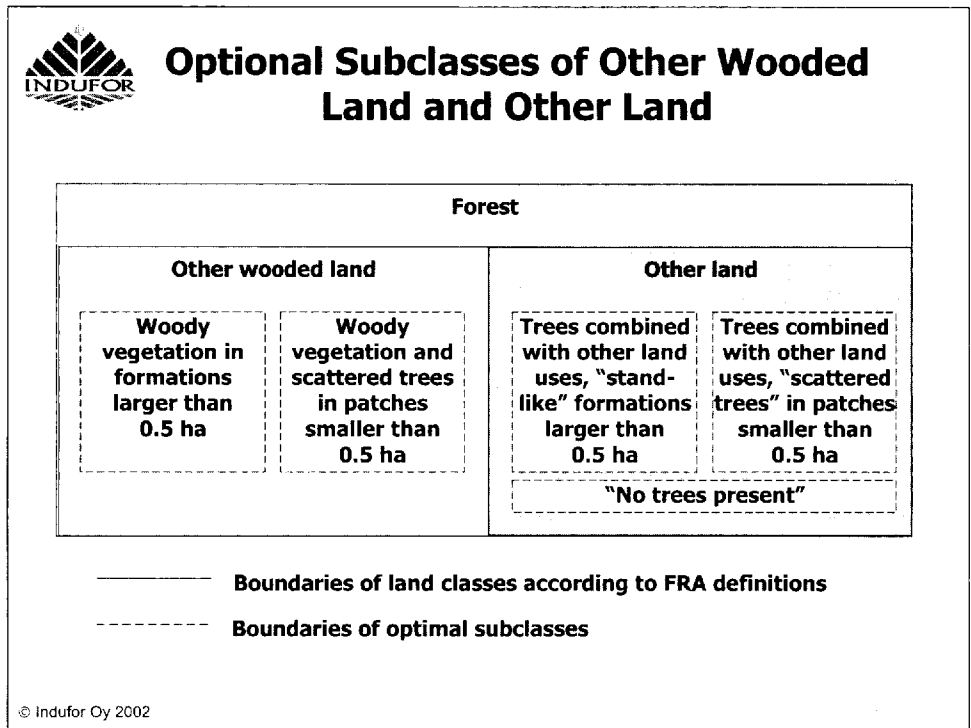 INDUFOR
Optional Subclasses of Other Wooded
Land and Other Land
Forest
Other wooded land
Woody
vegetation in
formations
larger than
0.5 ha
Woody
vegetation and
scattered trees
in patches
smaller than
0.5 ha
Other land
Trees combined
with other land
uses, “stand-
like” formations
larger than
0.5 ha
Trees combined
with other land
uses, “scattered
trees” in patches
smaller than
0.5 ha
“No trees present”
Boundaries of land classes according to FRA definitions
Boundaries of optimal subclasses
© Indufor Oy 2002